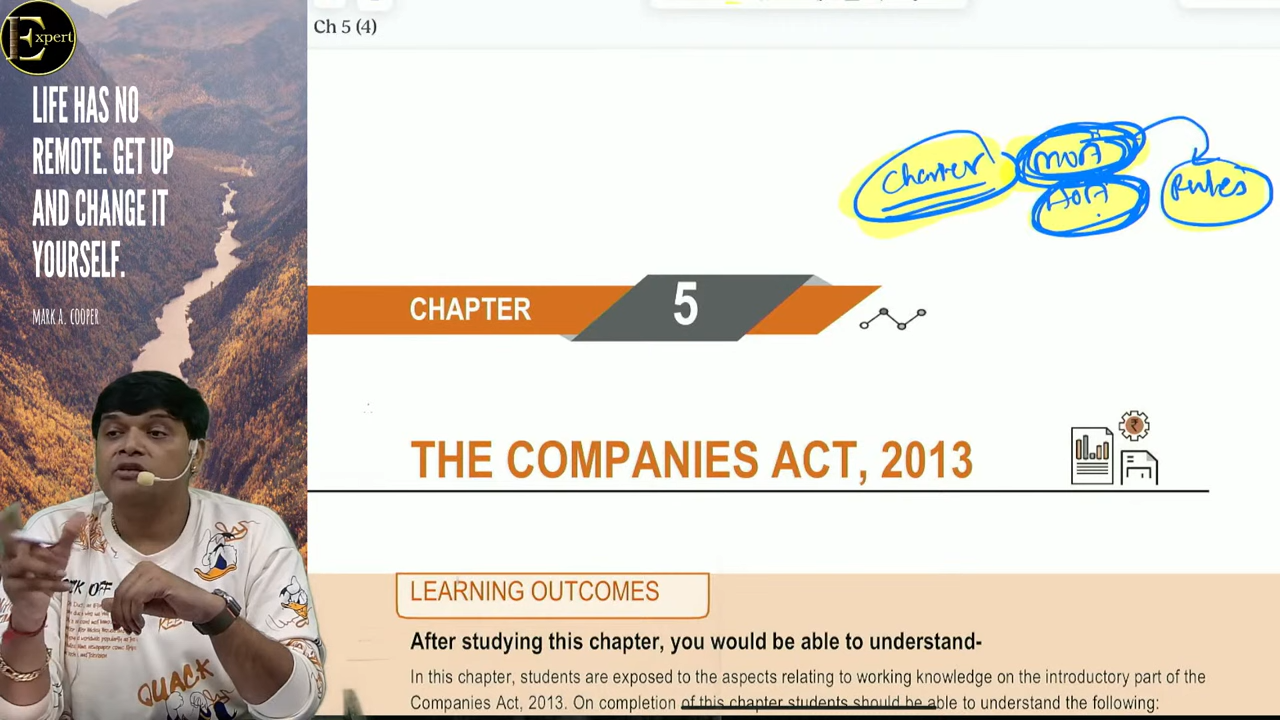 Expert
LIFE HAS NO
REMOTE. GET UP
AND CHANGE IT
YOURSELF.
MARK A. COOPER
Ch 5 (4)
Charter
MOA
AOA
Rules
CHAPTER 5
THE COMPANIES ACT, 2013
LEARNING OUTCOMES
After studying this chapter, you would be able to understand-
In this chapter, students are exposed to the aspects relating to working knowledge on the introductory part of the
Companies Act, 2013. On completion of this chapter students should be able to understand the following:
QUACK